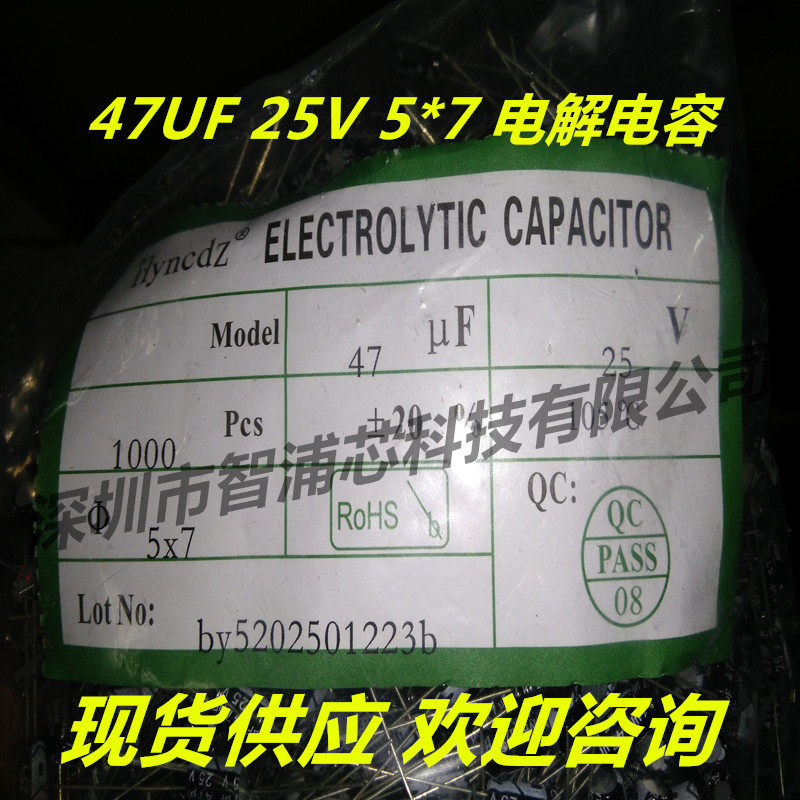 47UF 25V 5*7 电解电容
HyncdZ® ELECTROLYTIC CAPACITOR
Model
47 μF
25 V
1000 Pcs
±20 %
105℃
深圳市智浦芯科技有限公司
Φ 5x7
RoHS
QC:
QC
PASS
08
Lot No: by5202501223b
现货供应 欢迎咨询